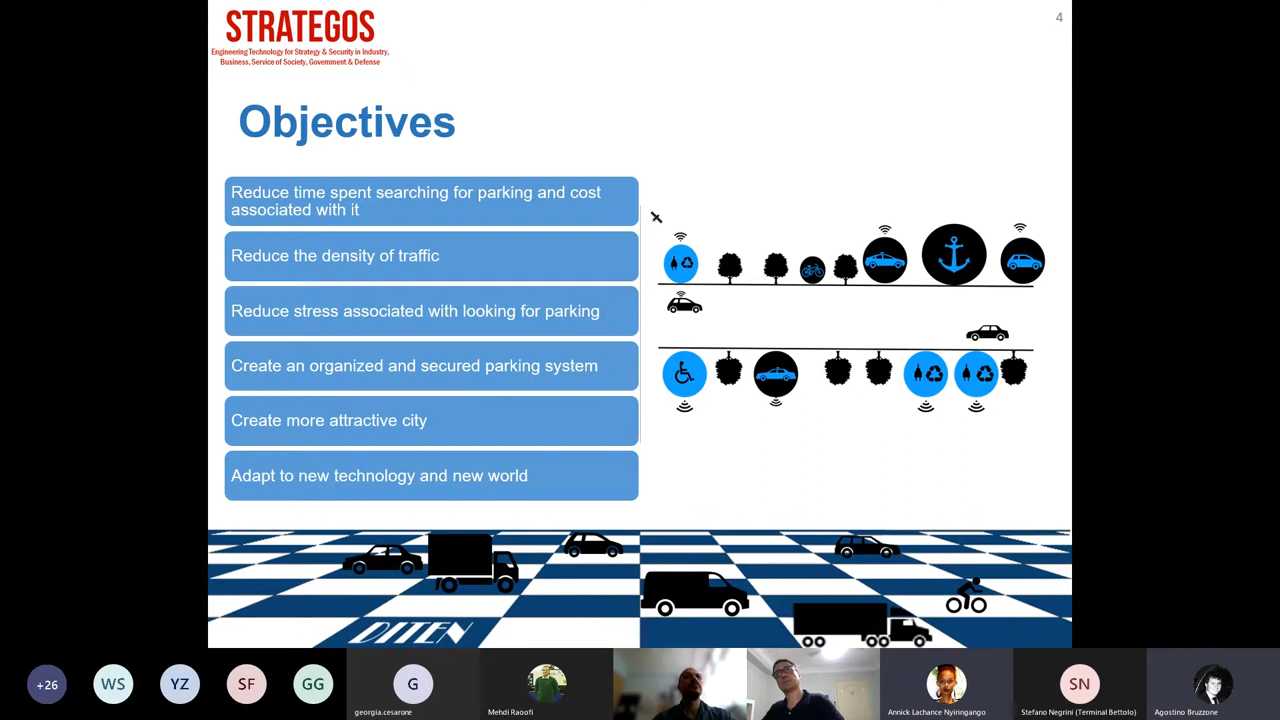 STRATEGOS
Engineering Technology for Strategy & Security in Industry,
Business, Service of Society, Government & Defense
4
Objectives
Reduce time spent searching for parking and cost
associated with it
Reduce the density of traffic
Reduce stress associated with looking for parking
Create an organized and secured parking system
Create more attractive city
Adapt to new technology and new world
DITEN
+26
WS
YZ
SF
GG
G
georgia.cesarone
Mehdi Raoofi
Annick Lachance Nyiringango
SN
Stefano Negrini (Terminal Bettolo)
Agostino Bruzzone